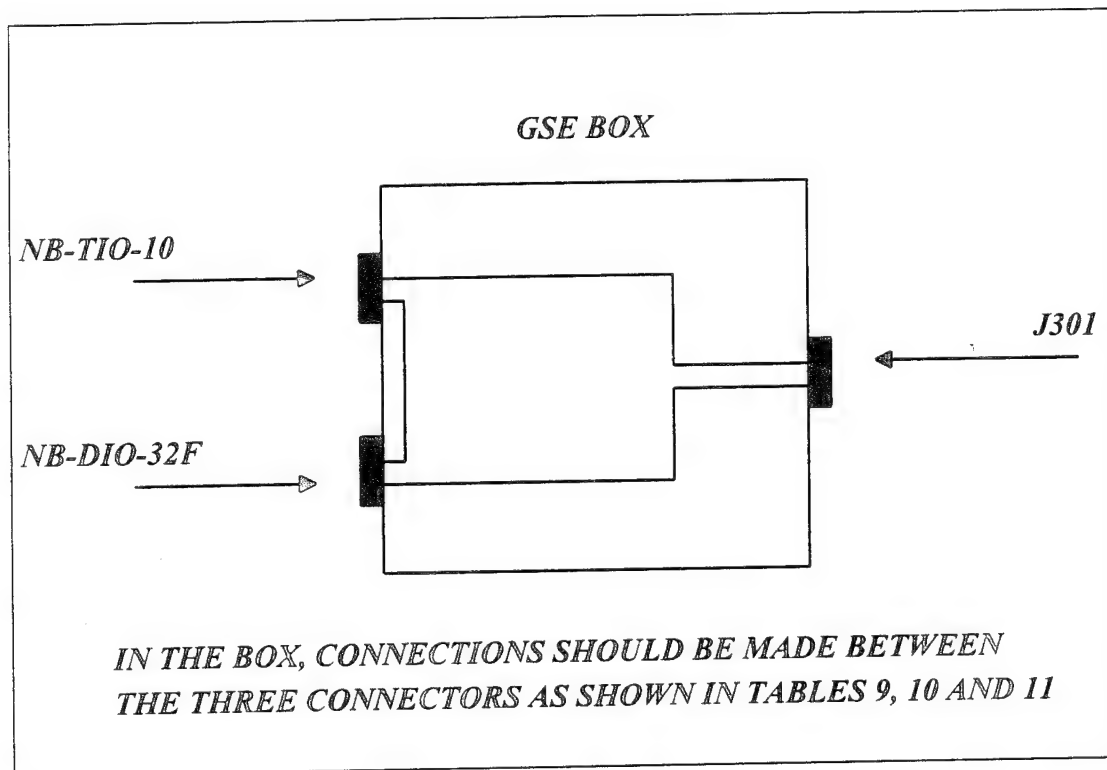 GSE BOX
NB-TIO-10
J301
NB-DIO-32F
IN THE BOX, CONNECTIONS SHOULD BE MADE BETWEEN
THE THREE CONNECTORS AS SHOWN IN TABLES 9, 10 AND 11